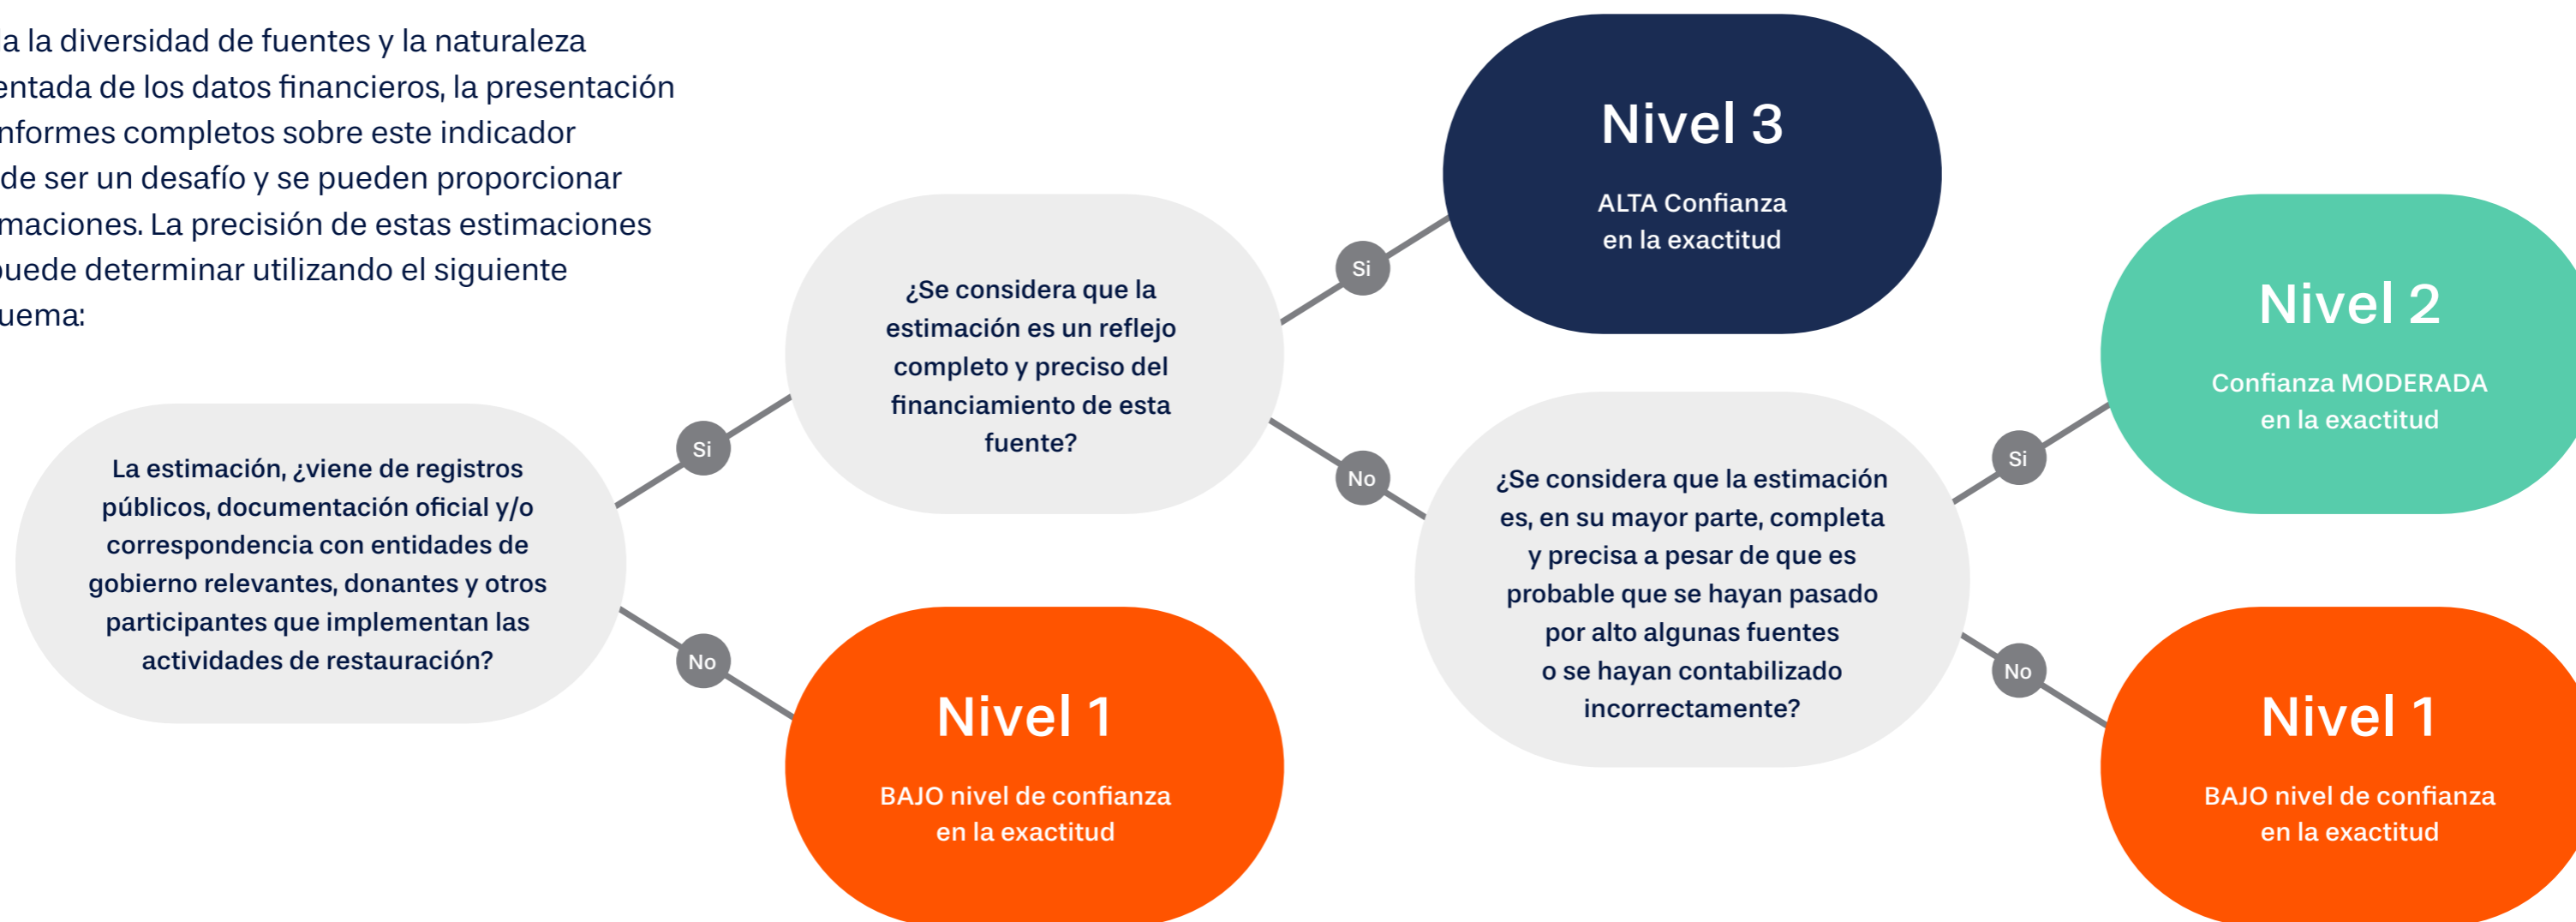 la diversidad de fuentes y la naturaleza
de los datos financieros, la presentación
informes completos sobre este indicador
de ser un desafío y se pueden proporcionar
La precisión de estas estimaciones
puede determinar utilizando el siguiente
La estimación, ¿viene de registros
públicos, documentación oficial y/o
correspondencia con entidades de
gobierno relevantes, donantes y otros
participantes que implementan las
actividades de restauración?
Si
No
¿Se considera que la
estimación es un reflejo
completo y preciso del
financiamiento de esta
fuente?
Nivel 1
BAJO nivel de confianza
en la exactitud
Si
No
Nivel 3
ALTA Confianza
en la exactitud
¿Se considera que la estimación
es, en su mayor parte, completa
y precisa a pesar de que es
probable que se hayan pasado
por alto algunas fuentes
o se hayan contabilizado
incorrectamente?
Si
No
Nivel 2
Confianza MODERADA
en la exactitud
Nivel 1
BAJO nivel de confianza
en la exactitud